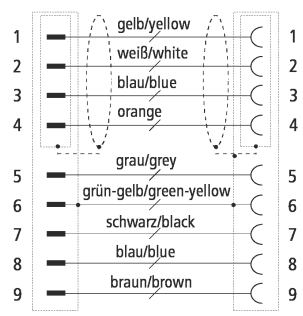 1 gelb/yellow 1
2 weiß/white 2
3 blau/blue 3
4 orange 4
5 grau/grey 5
6 grün-gelb/green-yellow 6
7 schwarz/black 7
8 blau/blue 8
9 braun/brown 9